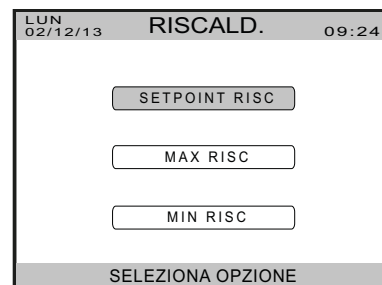 LUN
02/12/13 RISCALD. 09:24
SETPOINT RISC
MAX RISC
MIN RISC
SELEZIONA OPZIONE